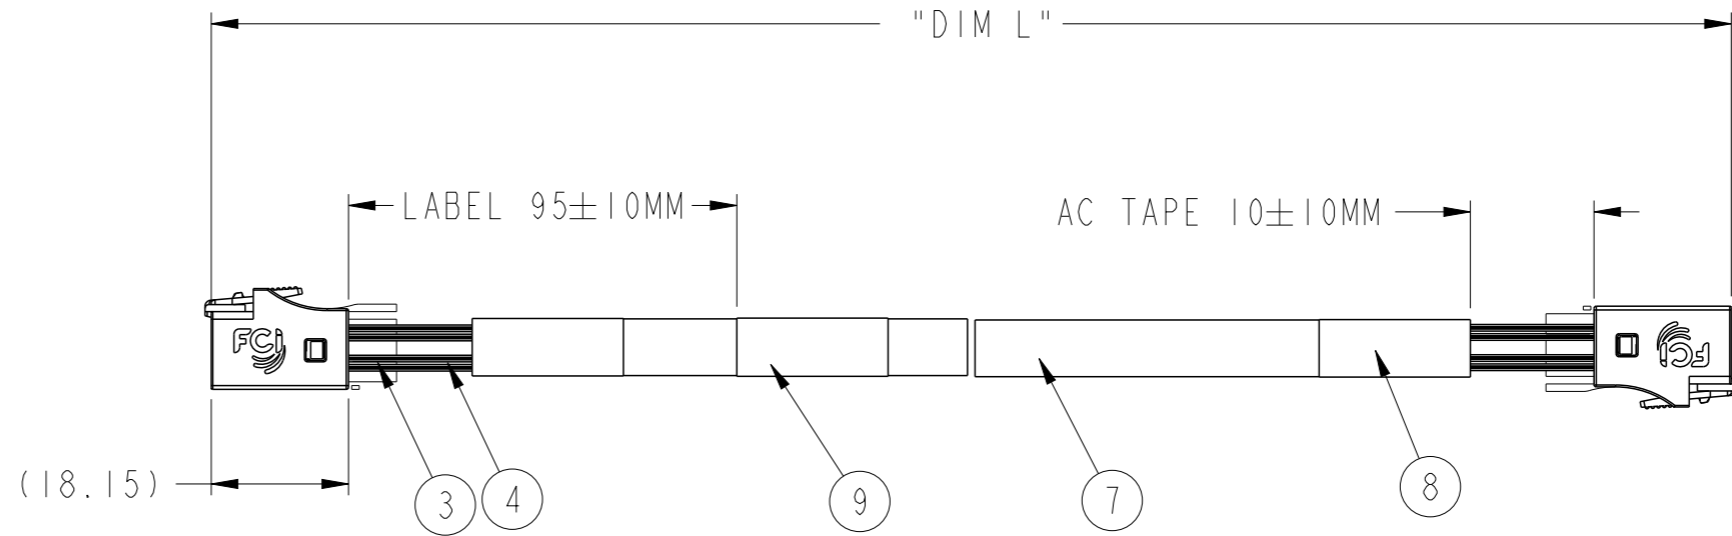 "DIM L"
LABEL 95±10MM
AC TAPE 10±10MM
FCi
FCi
(18.15)
3
4
9
7
8